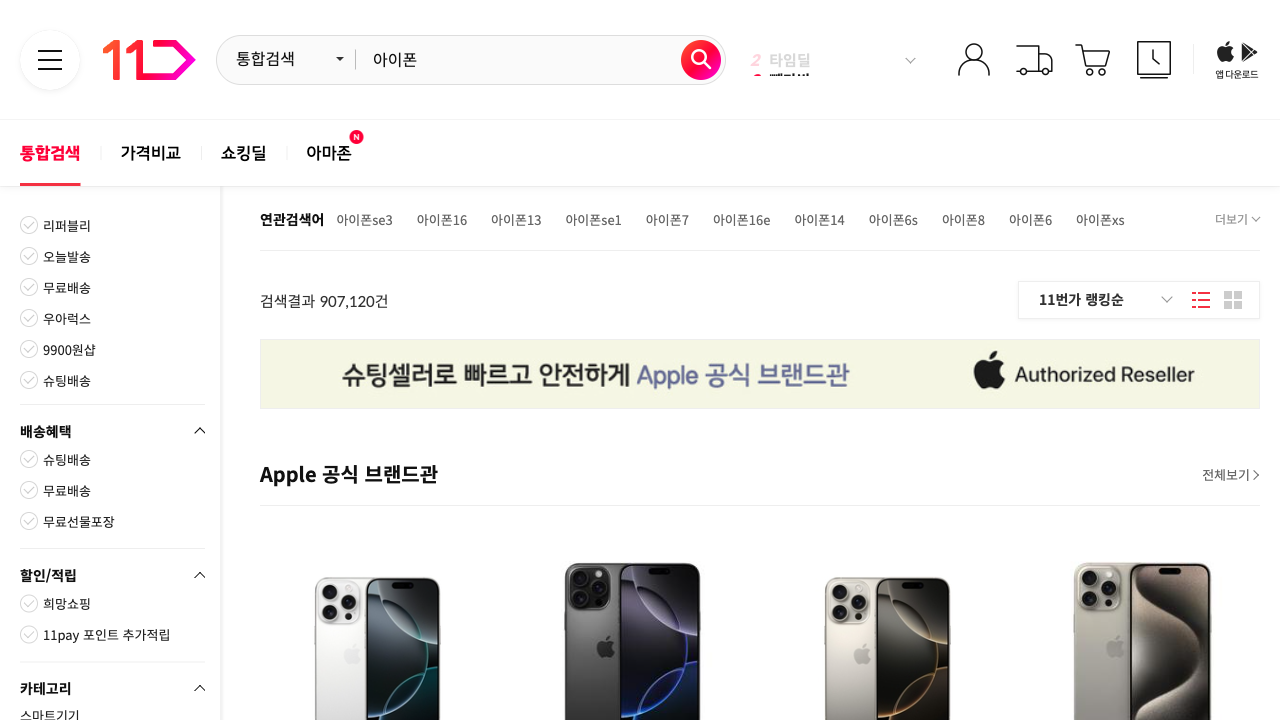 11
통합검색
아이폰
2 타임딜
앱 다운로드
통합검색
가격비교
쇼킹딜
아마존
N
리퍼블리
오늘발송
무료배송
우아럭스
9900원샵
슈팅배송
배송혜택
슈팅배송
무료배송
무료선물포장
할인/적립
희망쇼핑
11pay 포인트 추가적립
카테고리
스마트기기
연관검색어 아이폰se3 아이폰16 아이폰13 아이폰se1 아이폰7 아이폰16e 아이폰14 아이폰6s 아이폰8 아이폰6 아이폰xs 더보기
검색결과 907,120건
11번가 랭킹순
슈팅셀러로 빠르고 안전하게 Apple 공식 브랜드관
Authorized Reseller
Apple 공식 브랜드관
전체보기